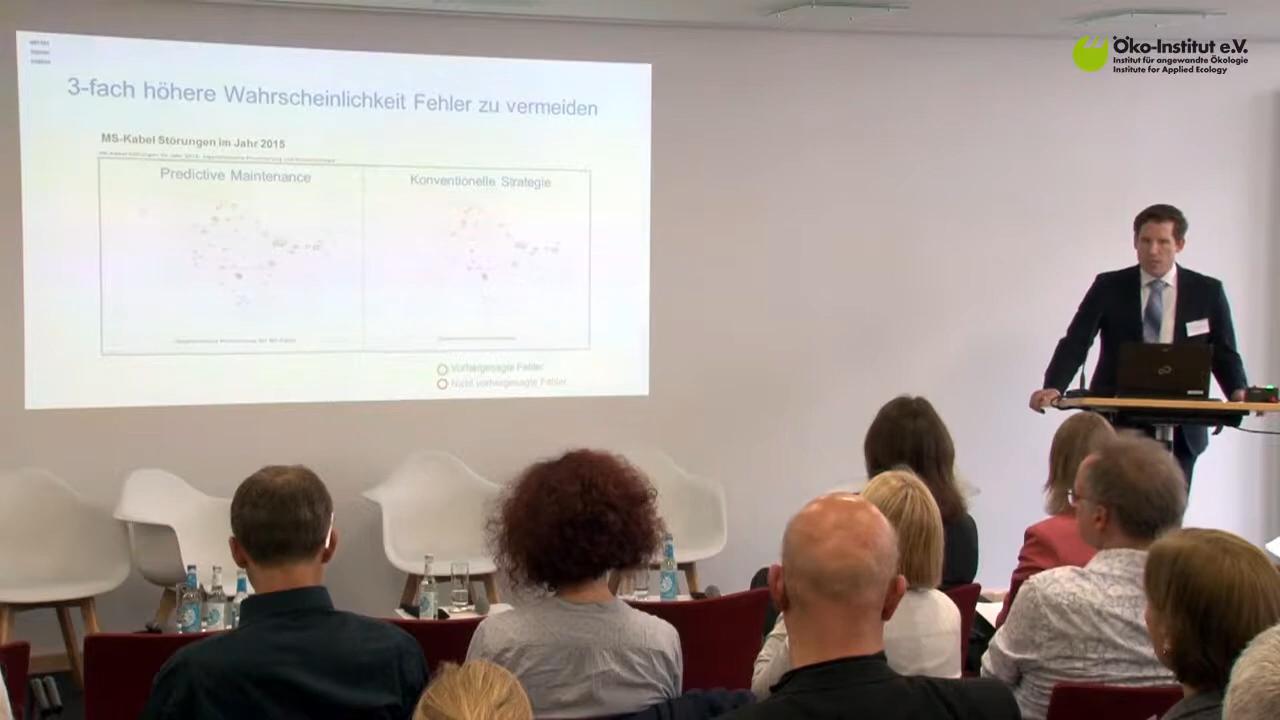 Öko-Institut e.V.
Institut für angewandte Ökologie
Institute for Applied Ecology
3-fach höhere Wahrscheinlichkeit Fehler zu vermeiden
MS-Kabel Störungen im Jahr 2015
Predictive Maintenance
Konventionelle Strategie
Vorhergesagte Fehler
Nicht vorhergesagte Fehler